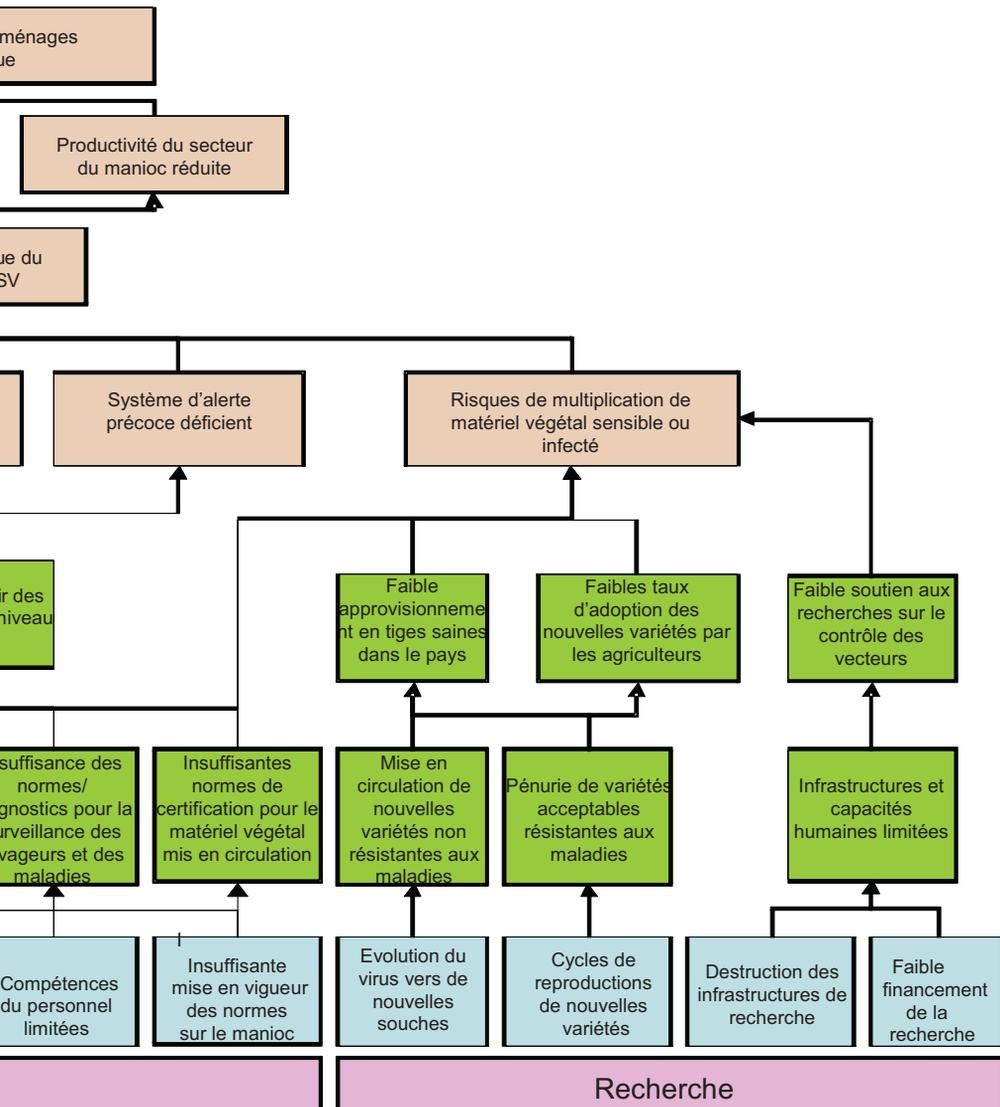 ménages
ue
Productivité du secteur
du manioc réduite
ue du
SV
Système d’alerte
précoce déficient
Risques de multiplication de
matériel végétal sensible ou
infecté
ir des
niveau
Faible
approvisionneme
nt en tiges saines
dans le pays
Faibles taux
d’adoption des
nouvelles variétés par
les agriculteurs
Faible soutien aux
recherches sur le
contrôle des
vecteurs
suffisance des
normes/
gnostics pour la
urveillance des
vageurs et des
maladies
Insuffisantes
normes de
certification pour le
matériel végétal
mis en circulation
Mise en
circulation de
nouvelles
variétés non
résistantes aux
maladies
Pénurie de variétés
acceptables
résistantes aux
maladies
Infrastructures et
capacités
humaines limitées
Compétences
du personnel
limitées
Insuffisante
mise en vigueur
des normes
sur le manioc
Evolution du
virus vers de
nouvelles
souches
Cycles de
reproductions
de nouvelles
variétés
Destruction des
infrastructures de
recherche
Faible
financement
de la
recherche
Recherche